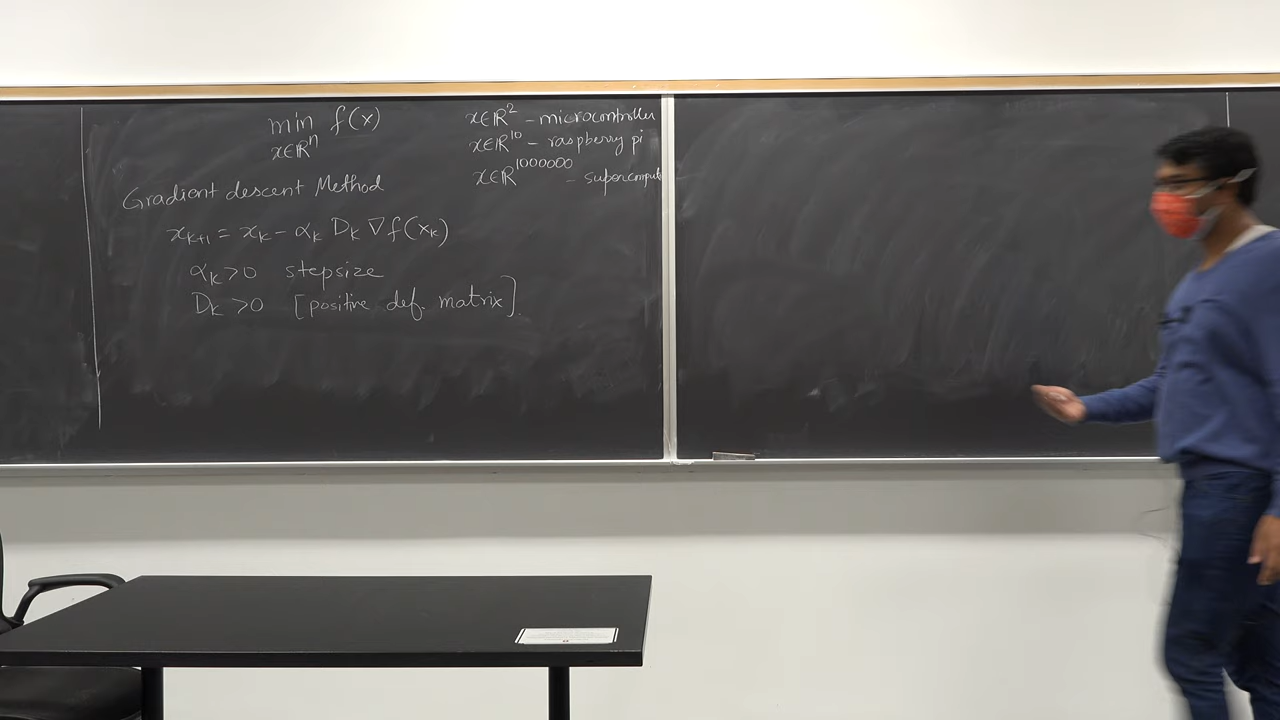 min f(x)
x∈ℝⁿ
Gradient descent Method
xₖ₊₁ = xₖ - αₖ Dₖ ∇f(xₖ)
αₖ>0 stepsize
Dₖ >0 [positive def. matrix].
x∈ℝ² - microcontroller
x∈ℝ¹⁰ - raspberry pi
x∈ℝ¹⁰⁰⁰⁰⁰⁰ - supercomput